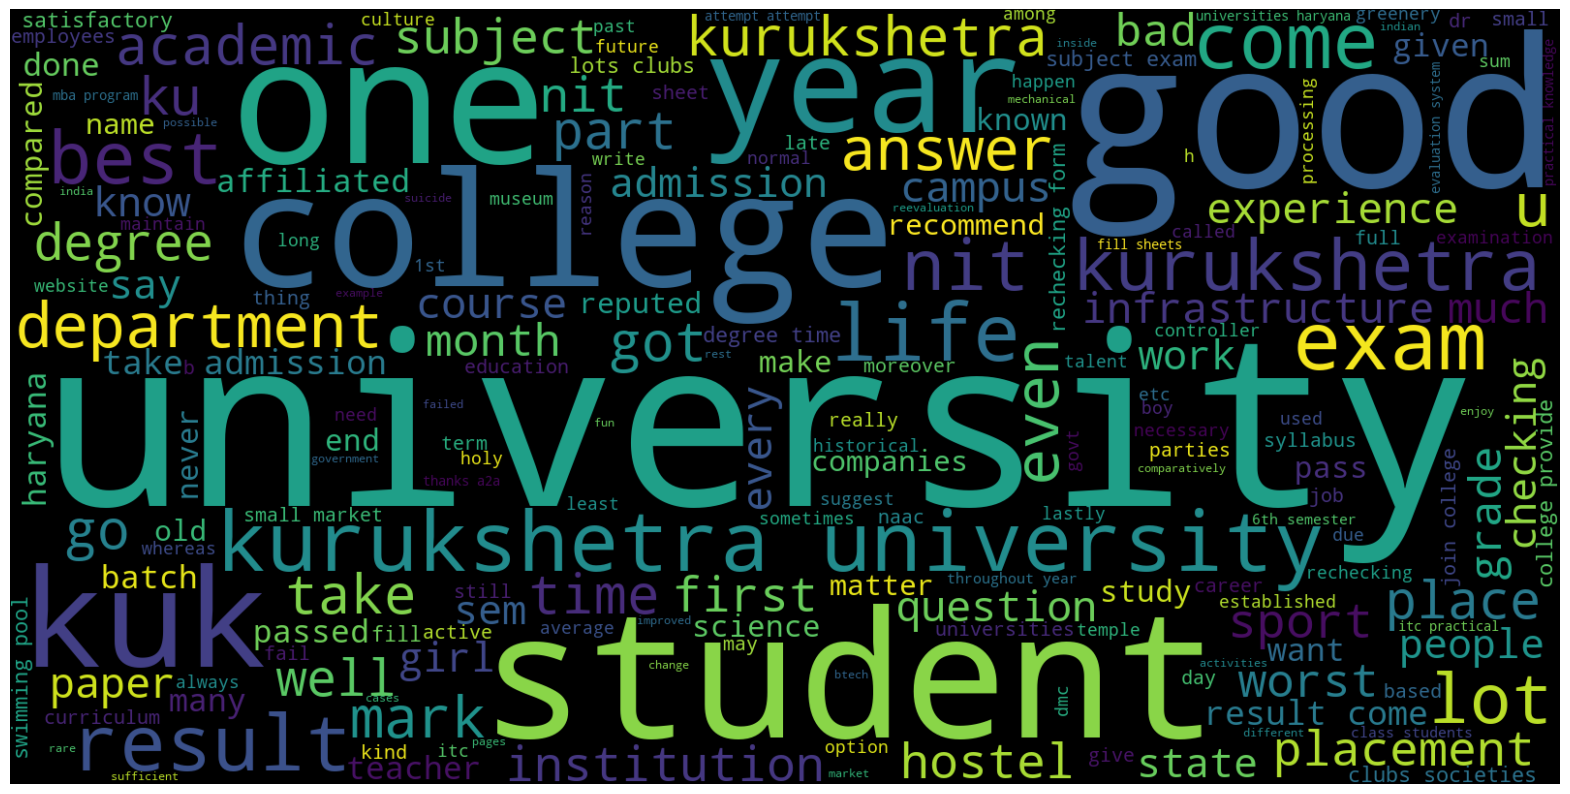 satisfactory
culture
past
attempt attempt
among
universities haryana
greenery
dr
small
employees
academic
subject
future
kurukshetra
inside
bad
come
indian
given
done
one
lots clubs
year
subject exam
good
sum
mba program
ku
nit
sheet
happen
mechanical
processing
evaluation system
practical knowledge
compared
name
possible
part
late
known
best
write
normal
answer
h
india
know
affiliated
suicide
reason
admission
campus
form
experience
u
maintain
museum
reevaluation
recommend
called
degree
college
long
nit
rechecking
fill sheets
full
examination
website
say
1st
kurukshetra
thing
example
course
reputed
life
infrastructure
much
department
month
got
degree time
controller
exam
take
b
admission
rest
make
moreover
even
talent
work
education
haryana
university
need
failed
fun
every
really
etc
boy
used
enjoy
checking
never
end
term
historical
govt
necessary
syllabus
government
holy
companies
parties
comparatively
pass
thanks a2a
job
join college
grade
college provide
least
suggest
go
old
small market
kurukshetra university
sometimes
naac
lastly
6th semester
due
whereas
rechecking
kuk
batch
take
still
time
first
matter
throughout year
study
career
place
sem
question
established
swimming pool
passed
fill
active
average
improved
science
universities
temple
sport
itc practical
people
fail
girl
may
want
paper
always
well
student
change
btech
day
activities
worst
based
lot
many
cases
dmc
curriculum
mark
result come
rare
result
kind
itc
pages
option
different
class students
teacher
institution
hostel
give
state
placement
sufficient
market
clubs societies